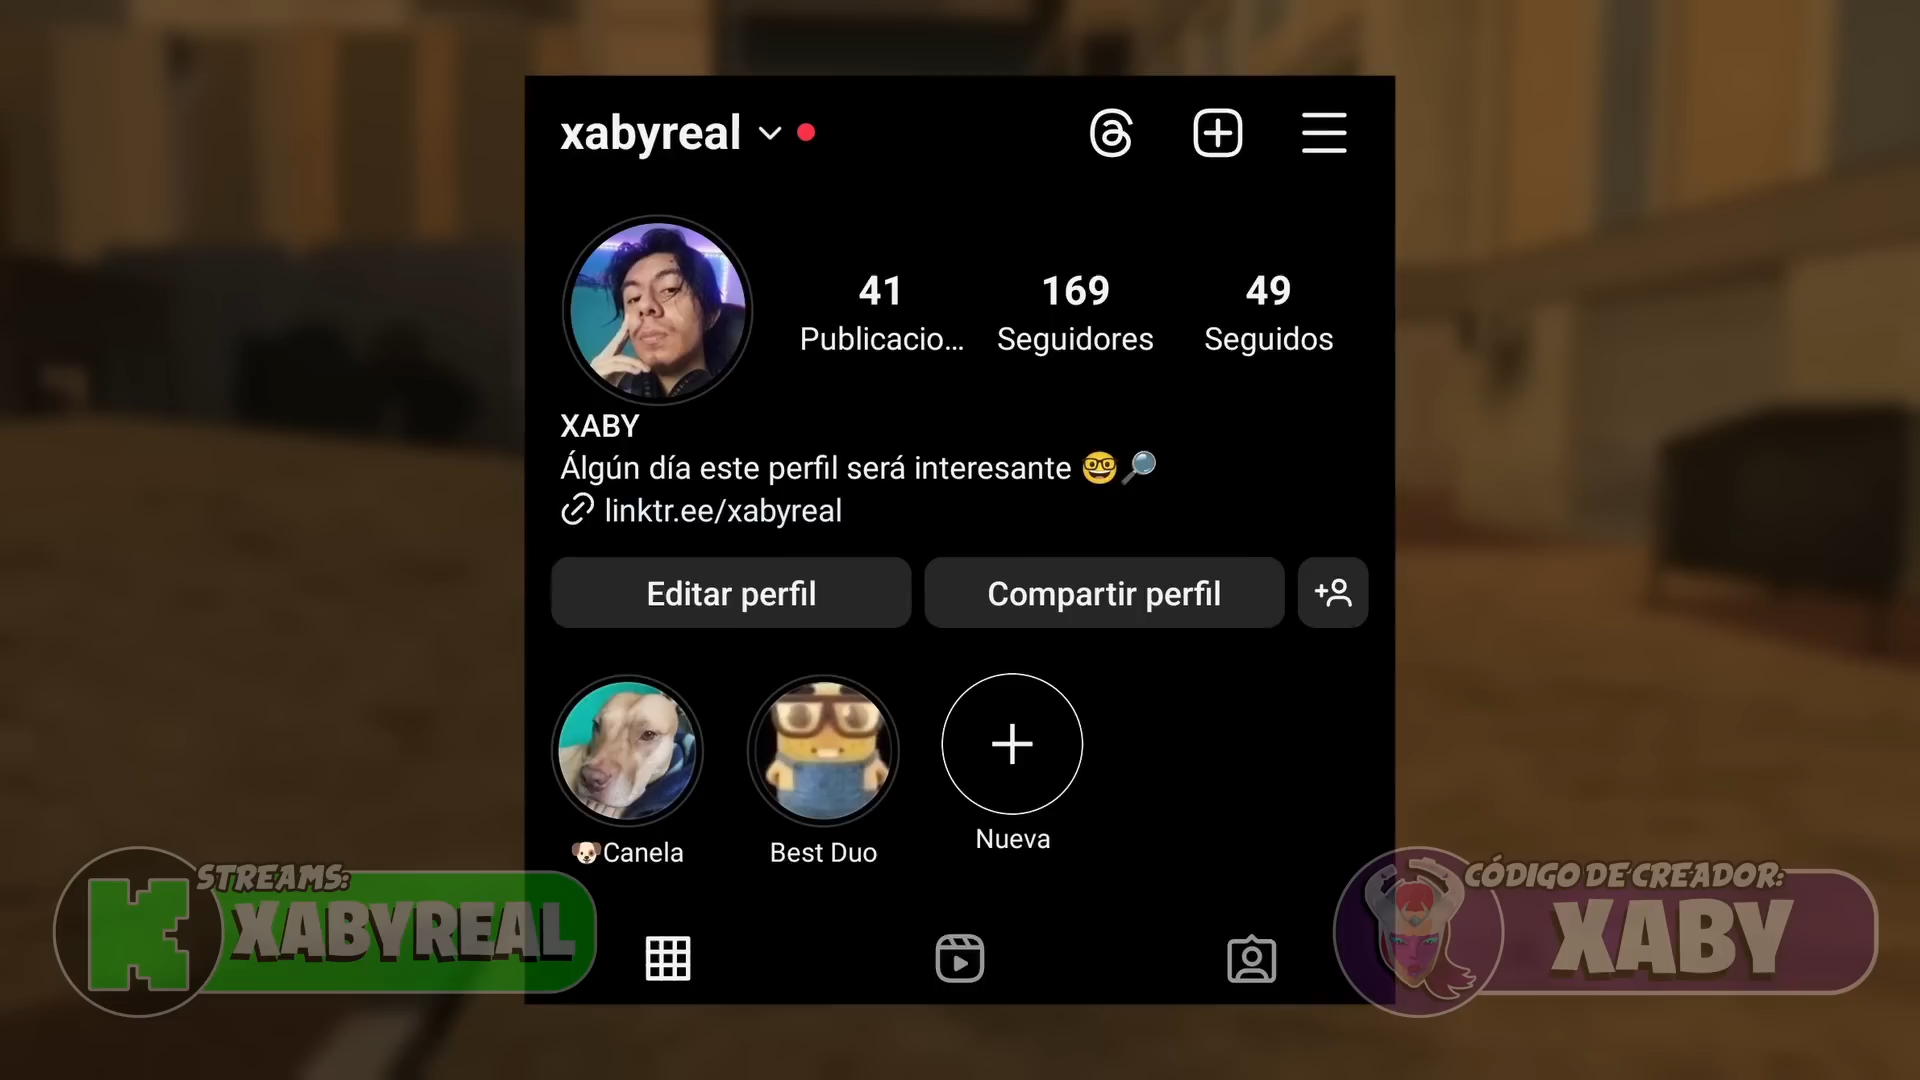 xabyreal
41
169
49
Publicacio...
Seguidores
Seguidos
XABY
Álgún día este perfil será interesante 🤓🔎
linktr.ee/xabyreal
Editar perfil
Compartir perfil
🐶Canela
Best Duo
Nueva
STREAMS:
XABYREAL
CÓDIGO DE CREADOR:
XABY